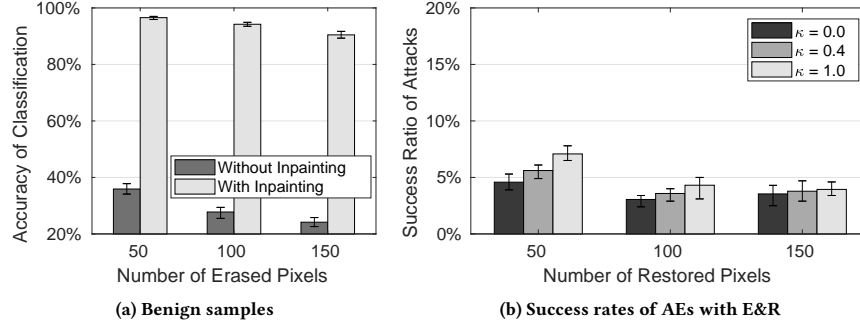 100%
80%
60%
40%
20%
50
100
150
Accuracy of Classification
Number of Erased Pixels
Without Inpainting
With Inpainting
(a) Benign samples
20%
15%
10%
5%
0%
50
100
150
Success Ratio of Attacks
Number of Restored Pixels
κ = 0.0
κ = 0.4
κ = 1.0
(b) Success rates of AEs with E&R